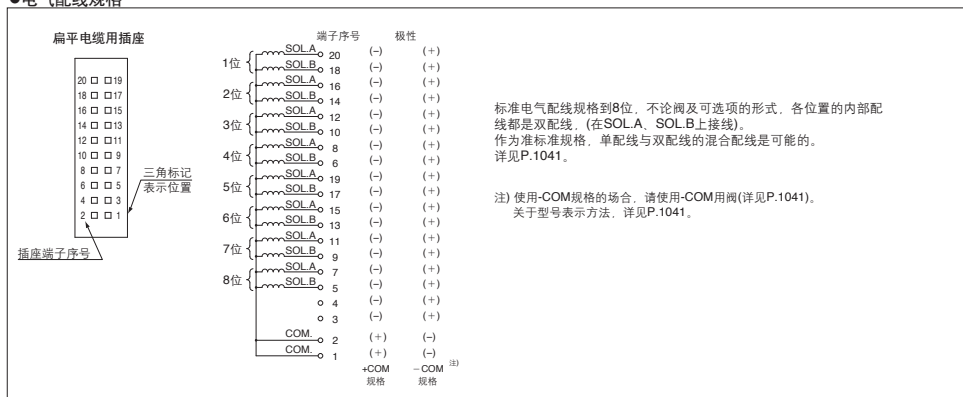 ●电气配线规格
扁平电缆用插座
20 19
18 17
16 15
14 13
12 11
10 9
8 7
6 5
4 3
2 1
三角标记
表示位置
插座端子序号
端子序号 极性
1位 SOL.A 20 (−) (+)
SOL.B 18 (−) (+)
2位 SOL.A 16 (−) (+)
SOL.B 14 (−) (+)
3位 SOL.A 12 (−) (+)
SOL.B 10 (−) (+)
4位 SOL.A 8 (−) (+)
SOL.B 6 (−) (+)
5位 SOL.A 19 (−) (+)
SOL.B 17 (−) (+)
6位 SOL.A 15 (−) (+)
SOL.B 13 (−) (+)
7位 SOL.A 11 (−) (+)
SOL.B 9 (−) (+)
8位 SOL.A 7 (−) (+)
SOL.B 5 (−) (+)
4 (−) (+)
3 (−) (+)
COM. 2 (+) (−)
COM. 1 (+) (−)
+COM −COM 注)
规格 规格
标准电气配线规格到8位，不论阀及可选项的形式，各位置的内部配
线都是双配线，(在SOL.A、SOL.B上接线)。
作为准标准规格，单配线与双配线的混合配线是可能的。
详见P.1041。
注) 使用-COM规格的场合，请使用-COM用阀(详见P.1041)。
关于型号表示方法，详见P.1041。